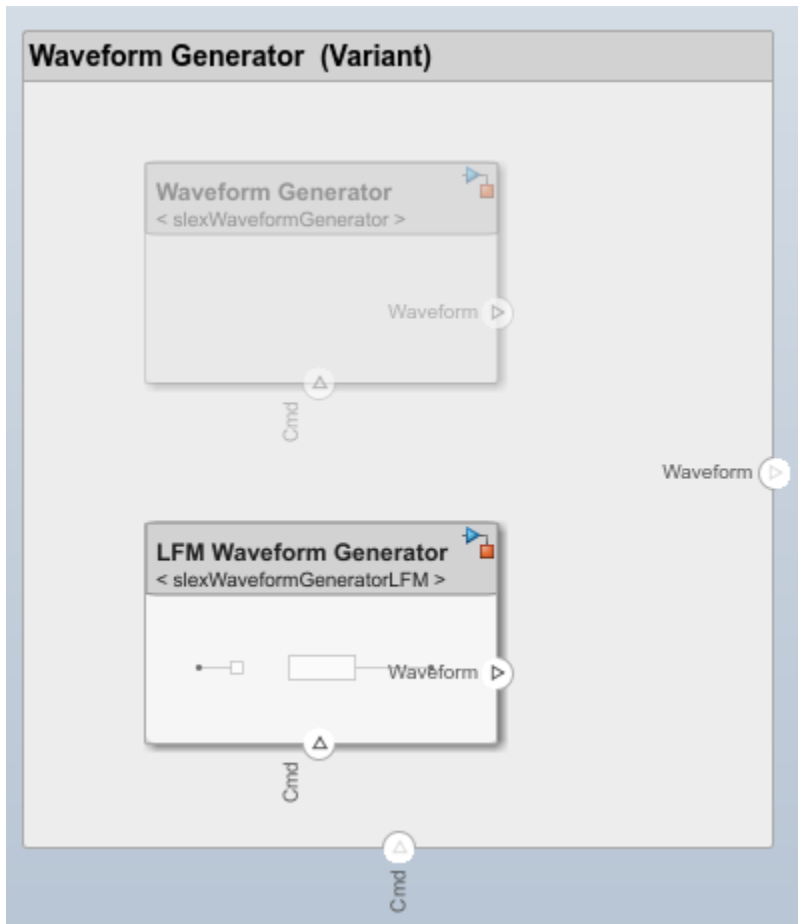 Waveform Generator (Variant)
Waveform Generator
< slexWaveformGenerator >
Waveform
Cmd
Waveform
LFM Waveform Generator
< slexWaveformGeneratorLFM >
Waveform
Cmd
Cmd